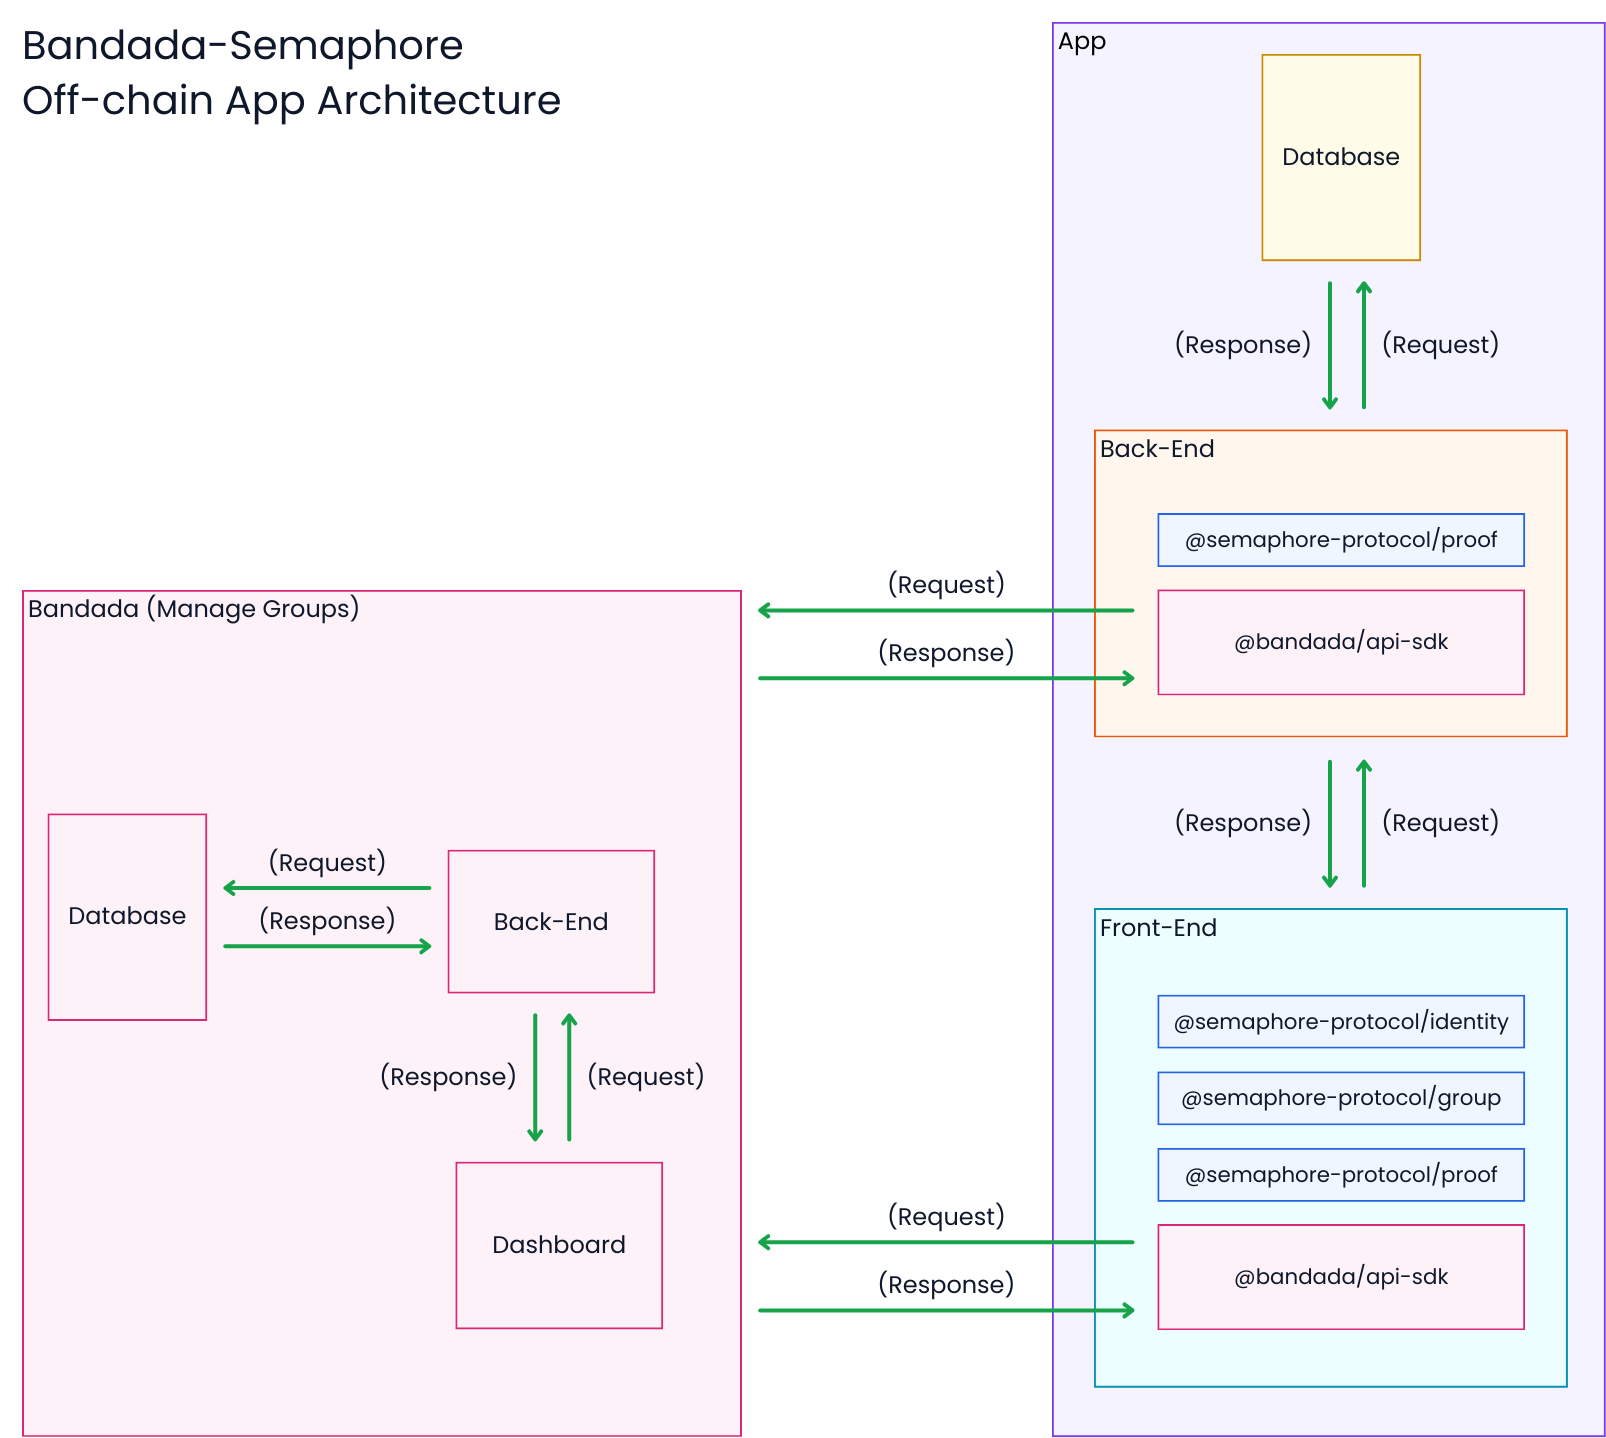 Bandada-Semaphore
Off-chain App Architecture
App
Database
(Response)
(Request)
Back-End
@semaphore-protocol/proof
@bandada/api-sdk
(Request)
(Response)
(Response)
(Request)
Front-End
@semaphore-protocol/identity
@semaphore-protocol/group
@semaphore-protocol/proof
@bandada/api-sdk
(Request)
(Response)
Bandada (Manage Groups)
Database
(Request)
(Response)
Back-End
(Response)
(Request)
Dashboard